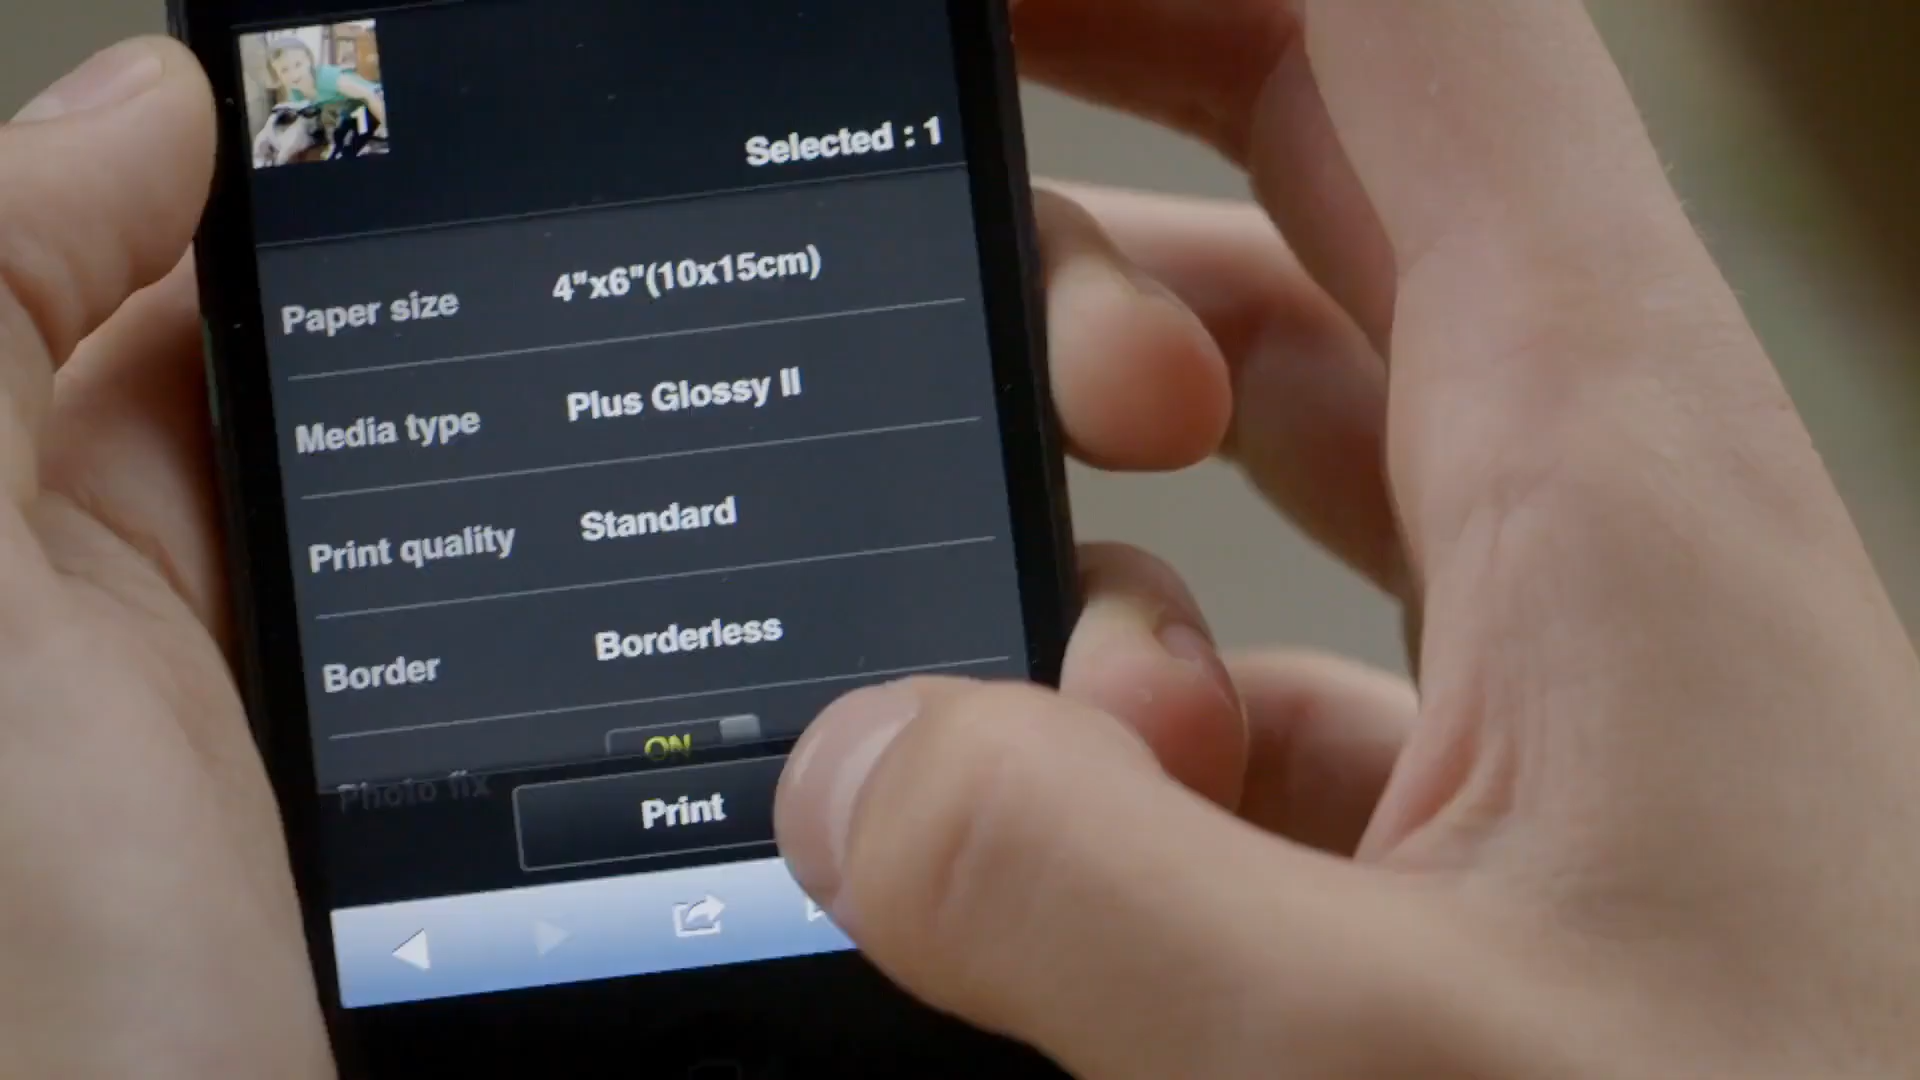 1
Selected : 1
Paper size 4"x6"(10x15cm)
Media type Plus Glossy II
Print quality Standard
Border Borderless
Photo fix ON
Print